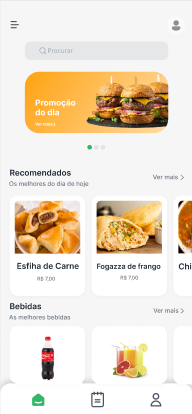 Procurar
Promoção
do dia
Ver mais >
Recomendados
Os melhores do dia de hoje
Ver mais >
Esfiha de Carne
R$ 7,00
Fogazza de frango
R$ 7,00
Chi
Bebidas
As melhores bebidas
Ver mais >